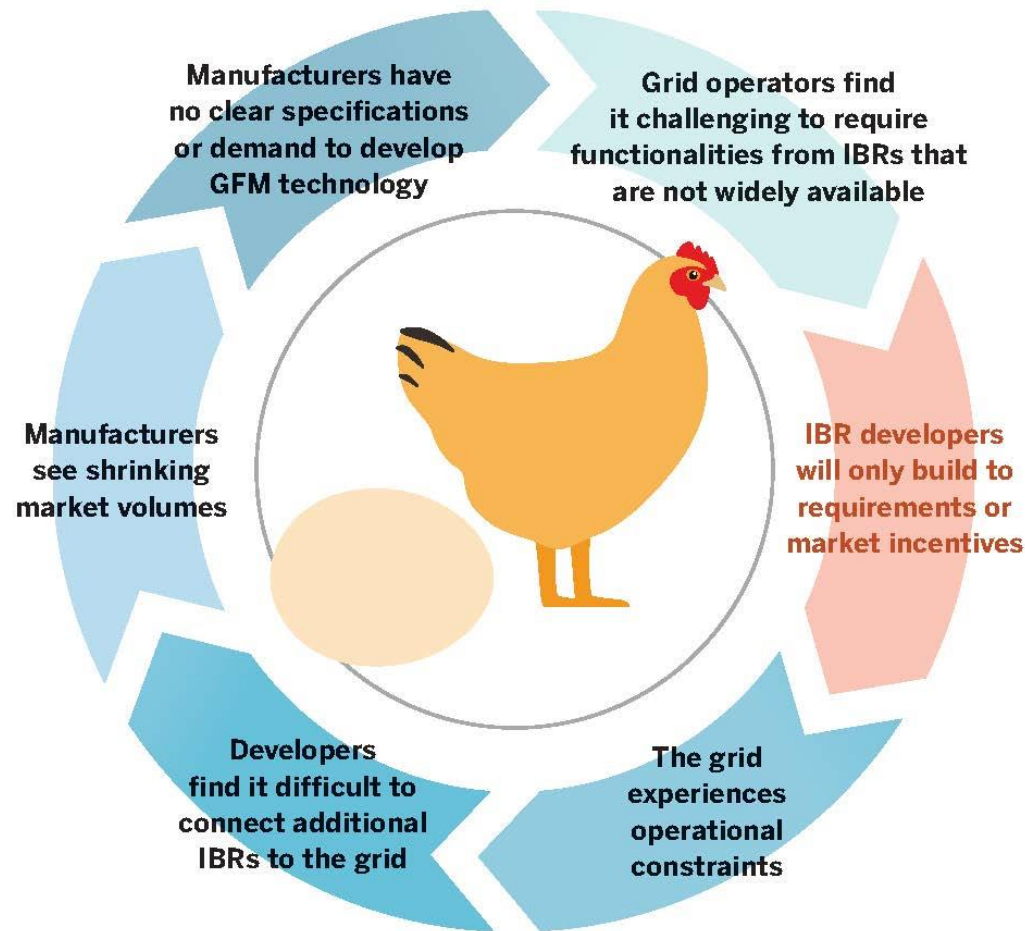 Manufacturers have
no clear specifications
or demand to develop
GFM technology
Grid operators find
it challenging to require
functionalities from IBRs that
are not widely available
IBR developers
will only build to
requirements or
market incentives
The grid
experiences
operational
constraints
Developers
find it difficult to
connect additional
IBRs to the grid
Manufacturers
see shrinking
market volumes